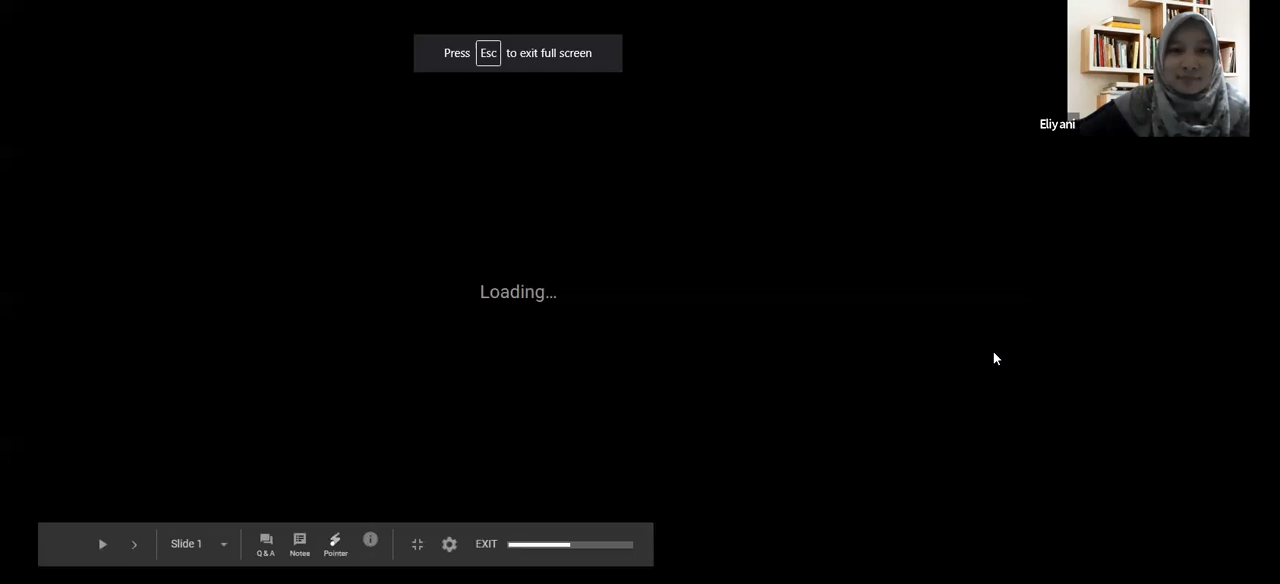 Press Esc to exit full screen
Eliyani
Loading...
Slide 1
Q & A
Notes
Pointer
EXIT